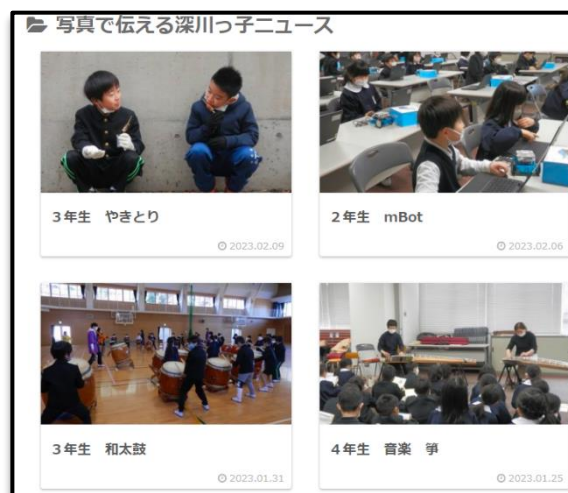 写真で伝える深川っ子ニュース
3年生 やきとり
2023.02.09
2年生 mBot
2023.02.06
3年生 和太鼓
2023.01.31
4年生 音楽 箏
2023.01.25